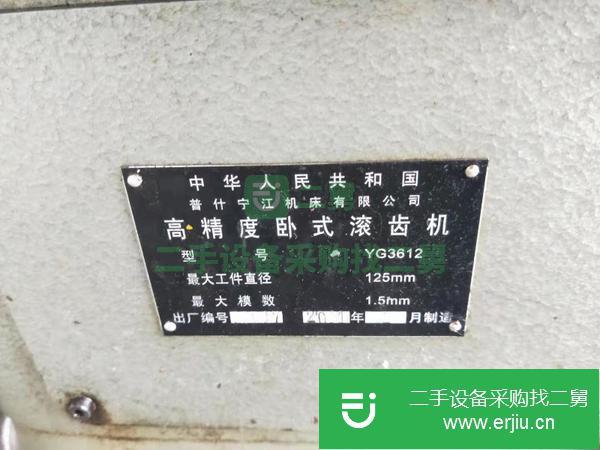 中华人民共和国
普什宁江机床有限公司
高精度卧式滚齿机
型号 YG3612
最大工件直径 125mm
最大模数 1.5mm
出厂编号 年 月制造
二舅
二手设备采购找二舅
二手设备采购找二舅
www.erjiu.cn